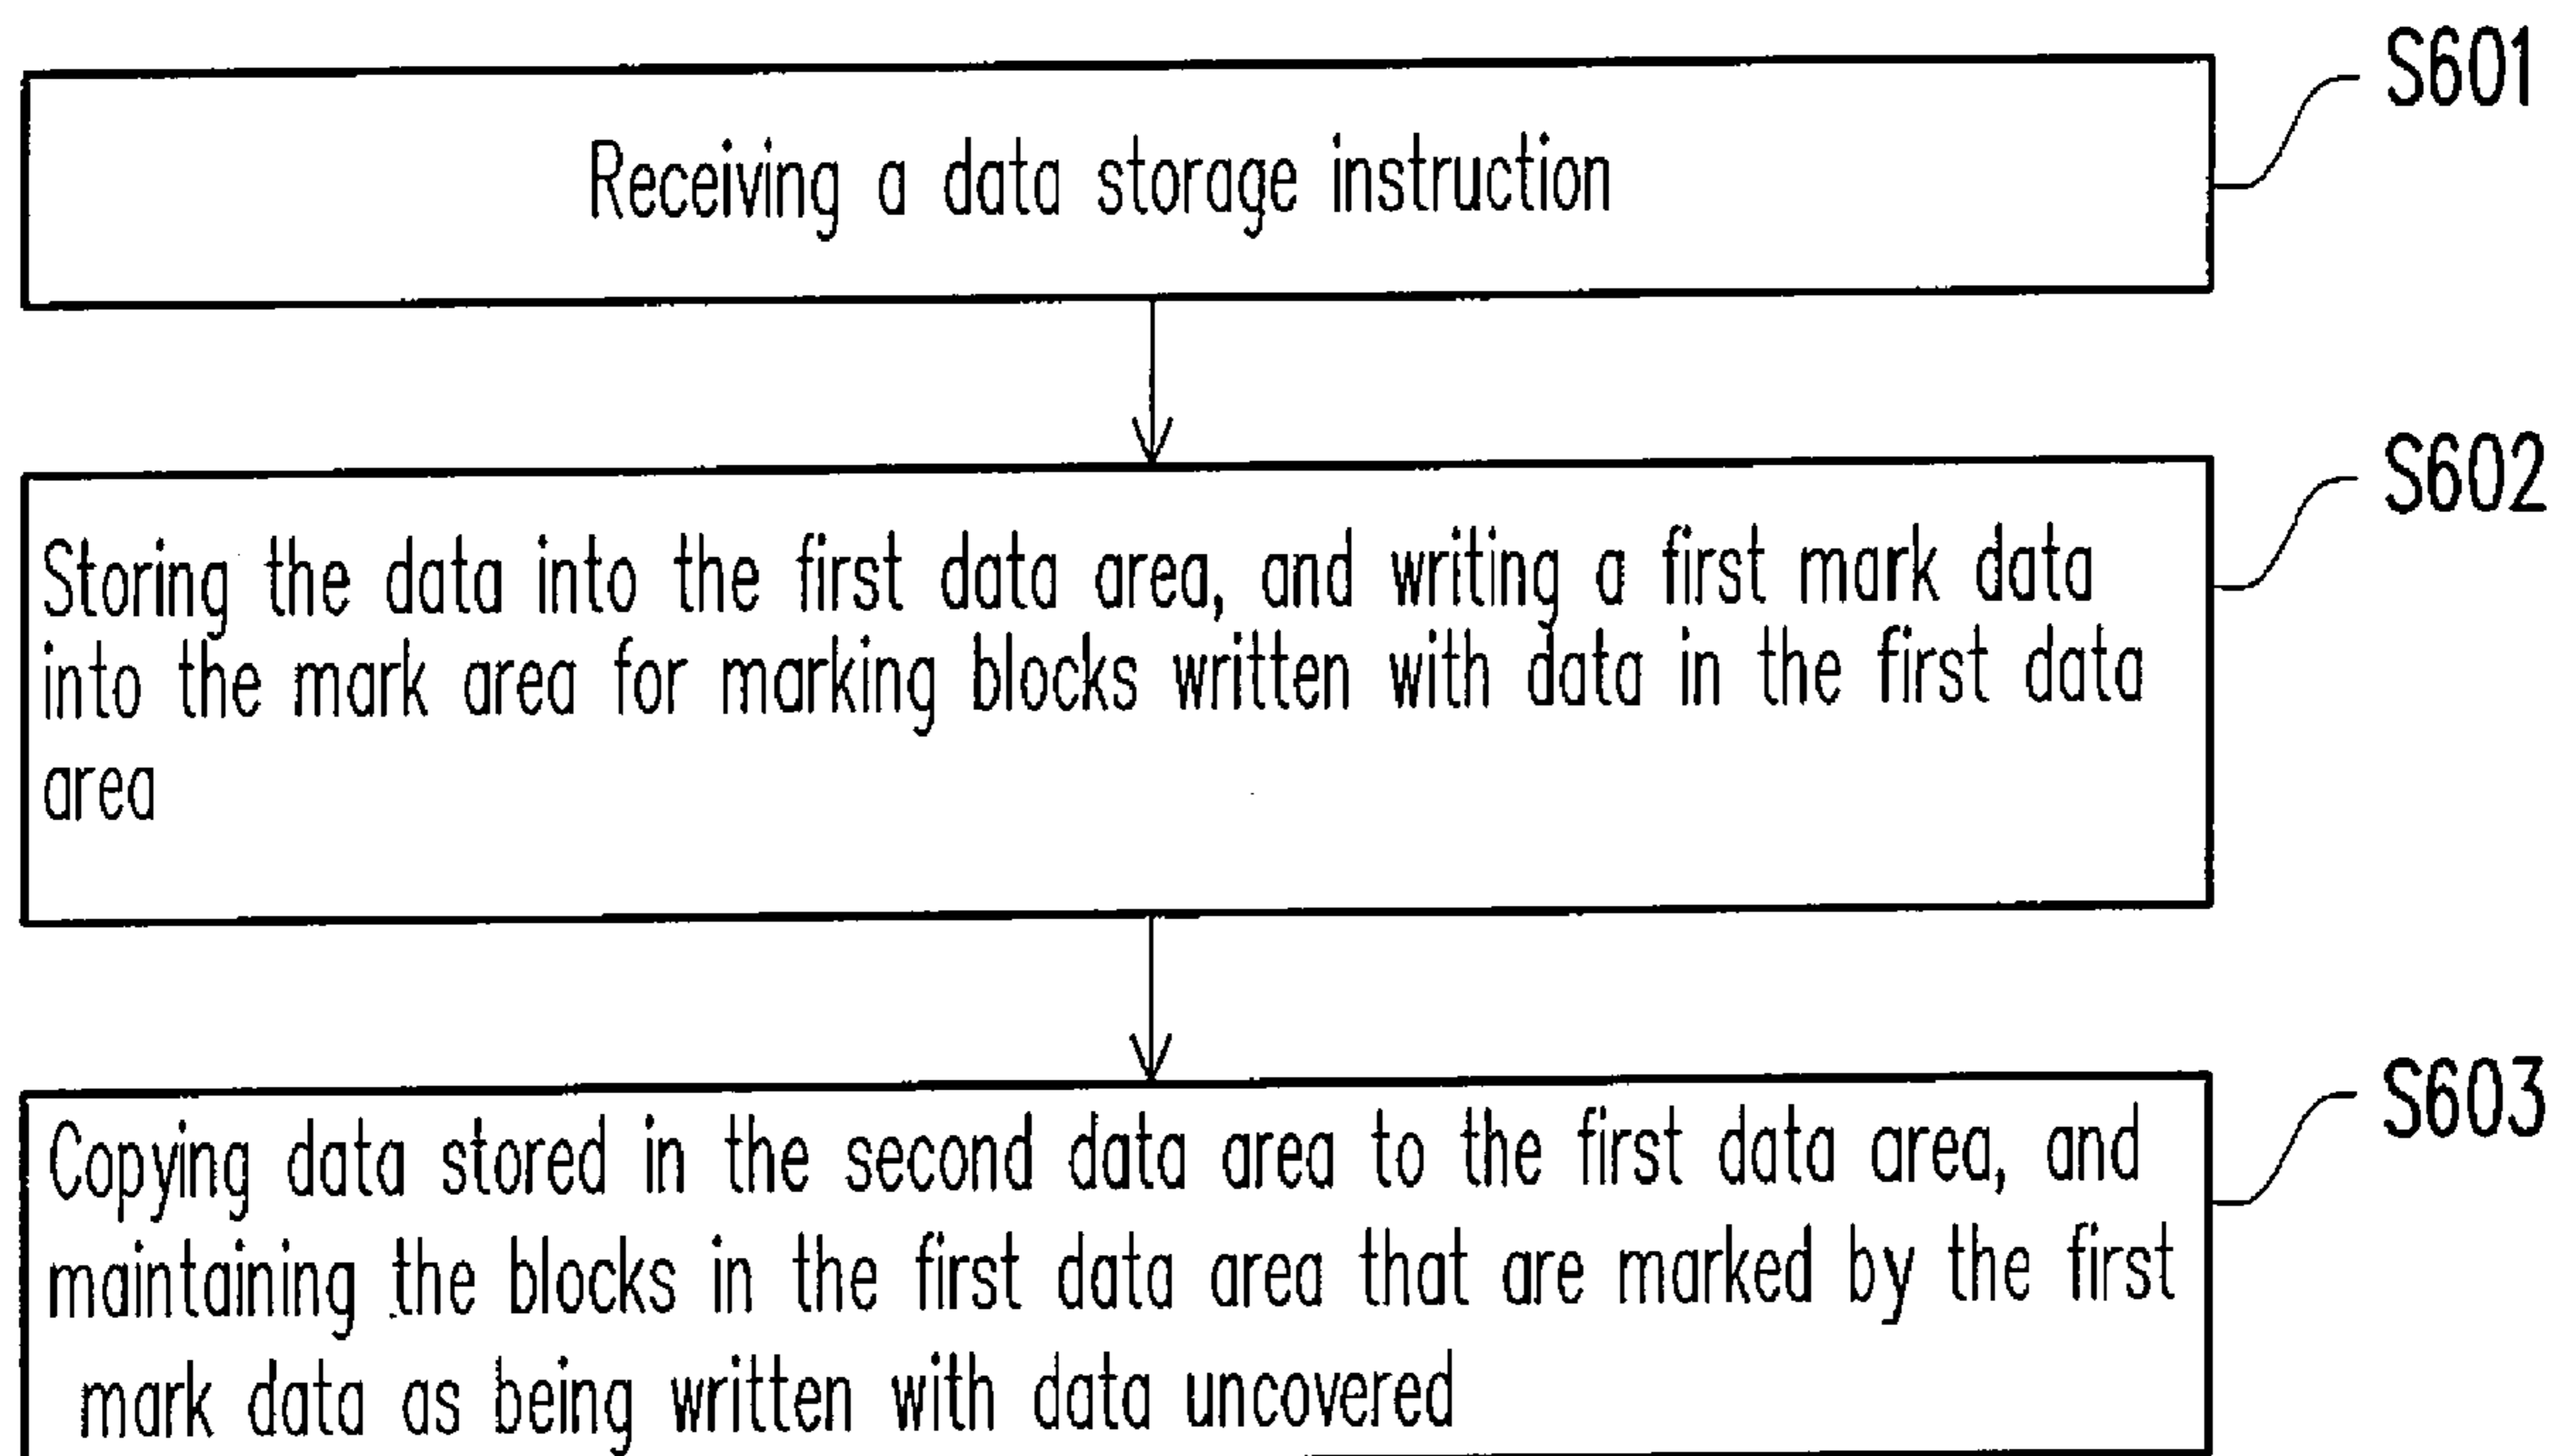 S601
Receiving a data storage instruction
S602
Storing the data into the first data area, and writing a first mark data
into the mark area for marking blocks written with data in the first data
area
S603
Copying data stored in the second data area to the first data area, and
maintaining the blocks in the first data area that are marked by the first
mark data as being written with data uncovered